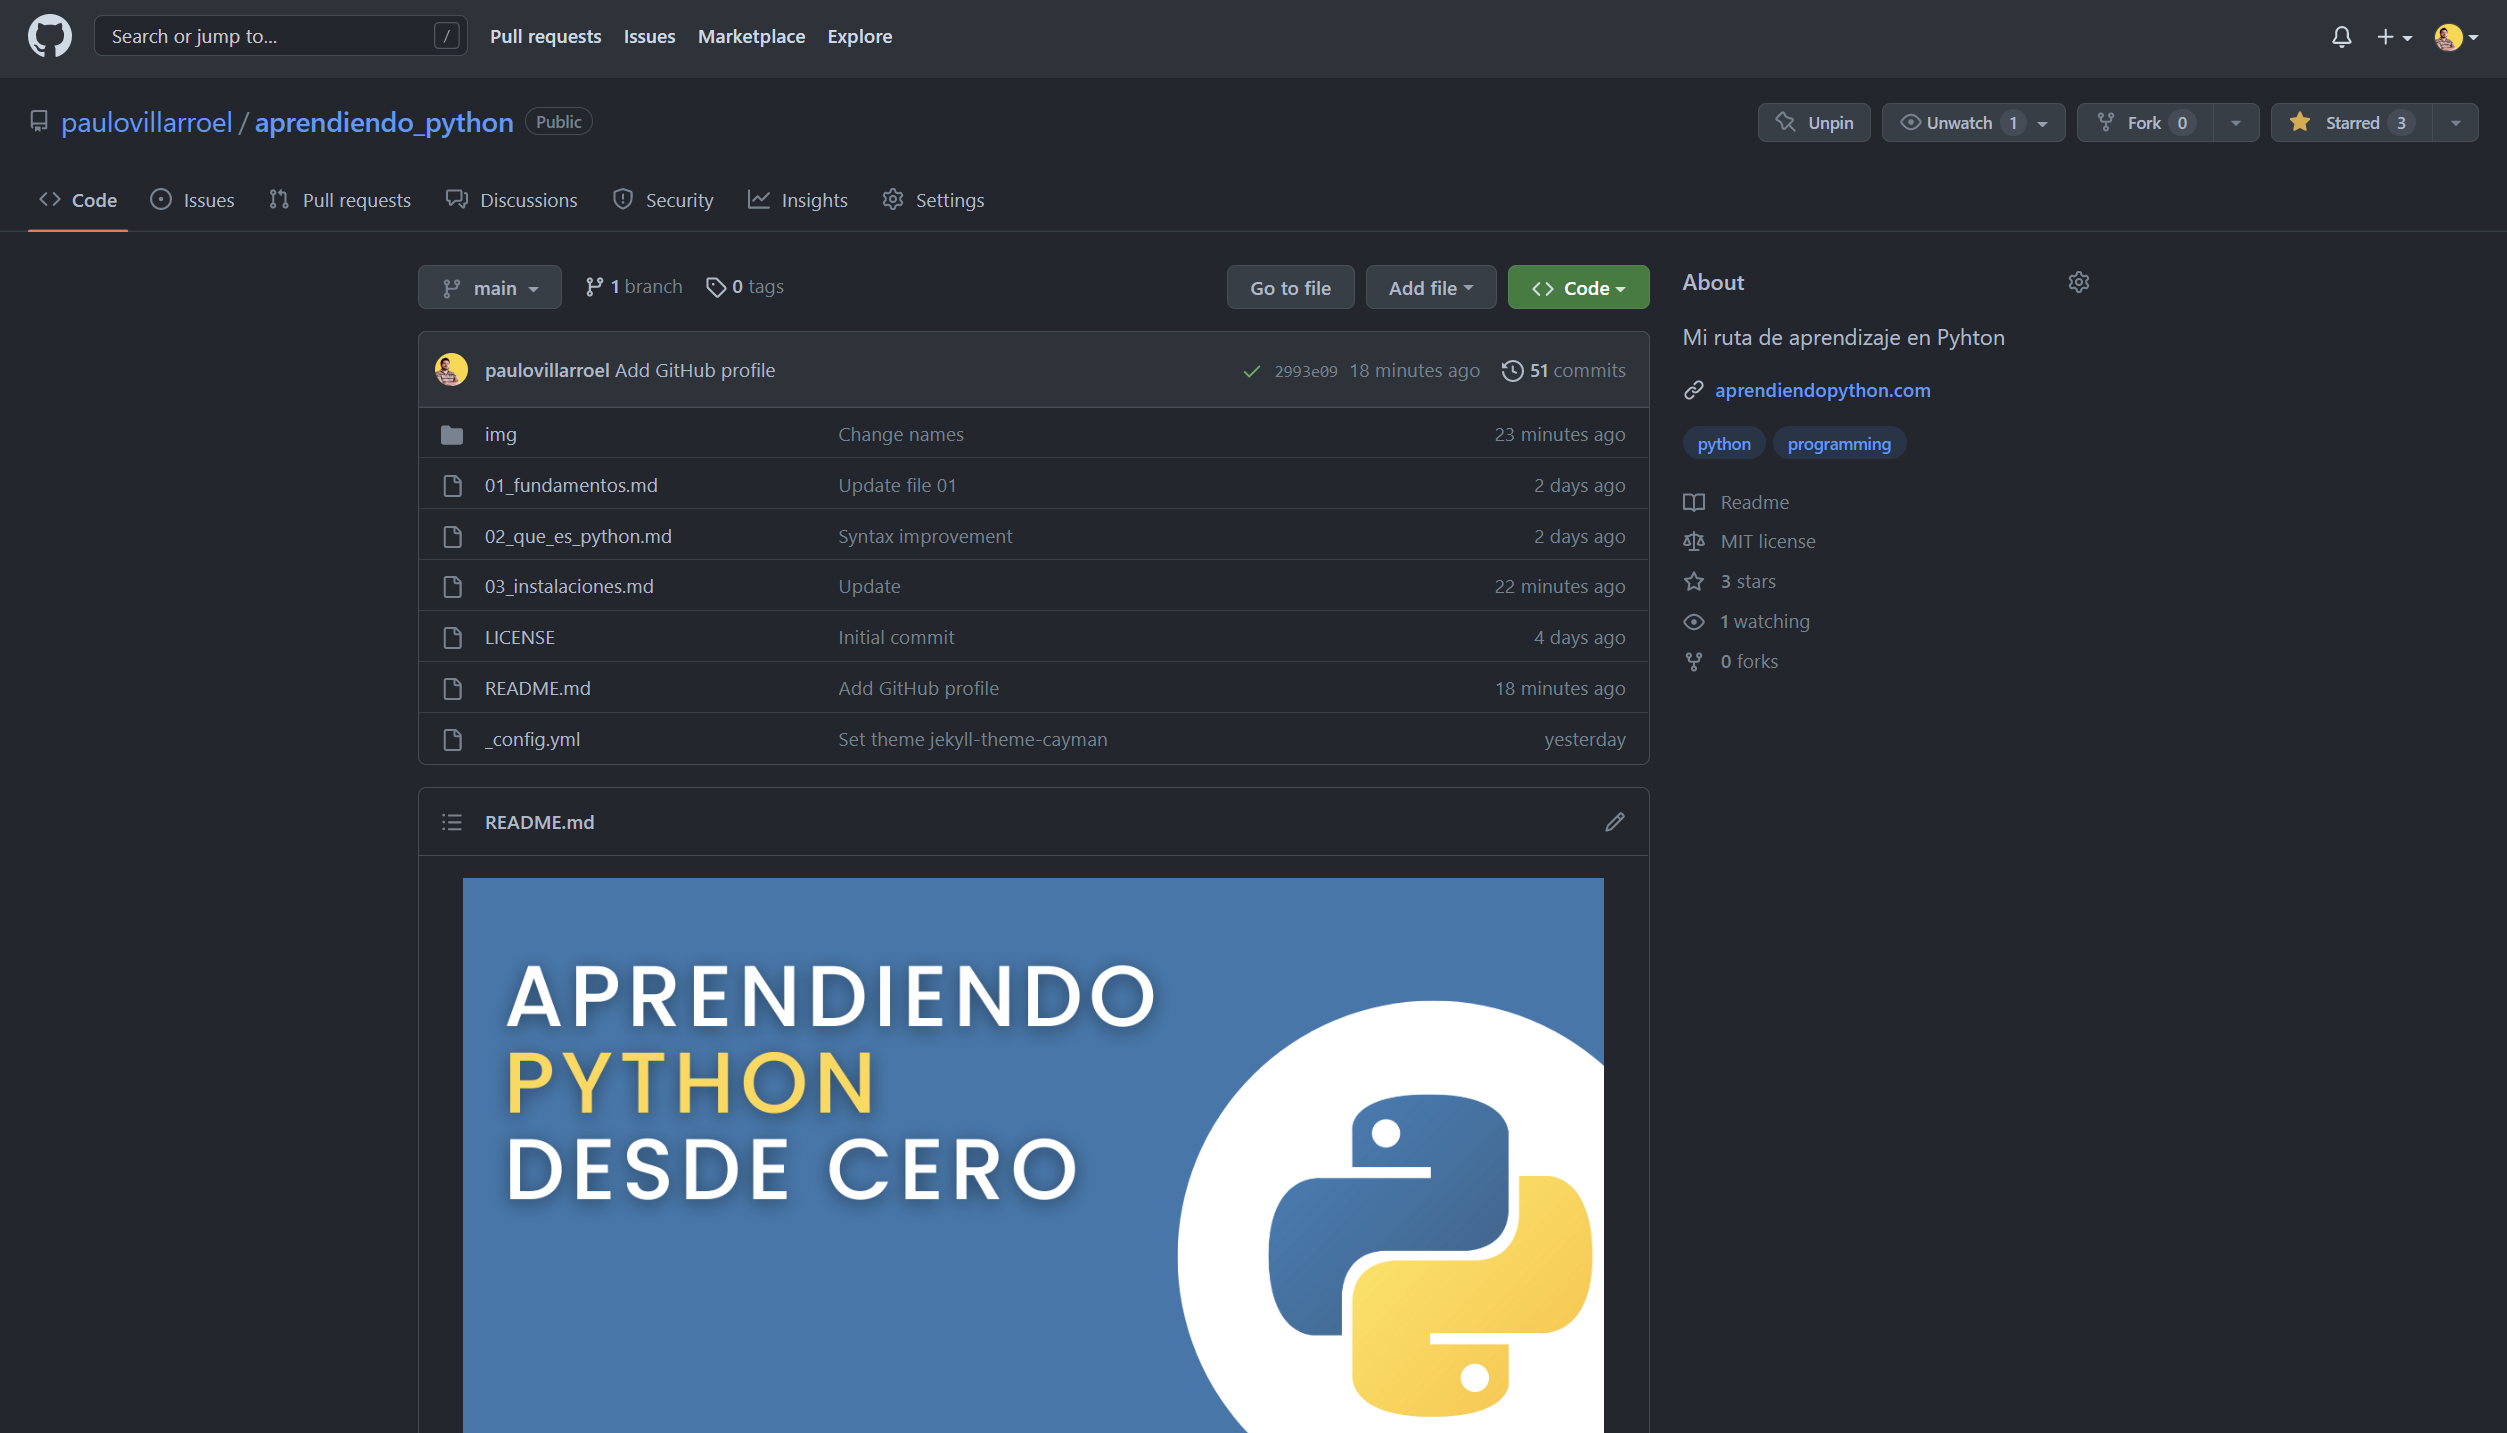 Search or jump to... /
Pull requests Issues Marketplace Explore
paulovillarroel / aprendiendo_python Public
Unpin Unwatch 1 Fork 0 Starred 3
Code Issues Pull requests Discussions Security Insights Settings
main 1 branch 0 tags Go to file Add file Code
paulovillarroel Add GitHub profile 2993e09 18 minutes ago 51 commits
img Change names 23 minutes ago
01_fundamentos.md Update file 01 2 days ago
02_que_es_python.md Syntax improvement 2 days ago
03_instalaciones.md Update 22 minutes ago
LICENSE Initial commit 4 days ago
README.md Add GitHub profile 18 minutes ago
_config.yml Set theme jekyll-theme-cayman yesterday
README.md
APRENDIENDO
PYTHON
DESDE CERO
About
Mi ruta de aprendizaje en Pyhton
aprendiendopython.com
python programming
Readme
MIT license
3 stars
1 watching
0 forks